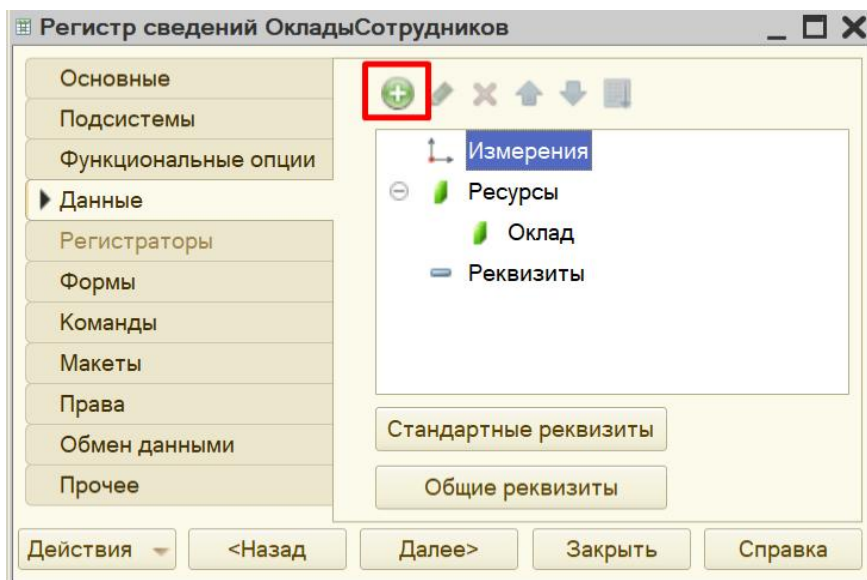 Регистр сведений ОкладыСотрудников
Основные
Подсистемы
Функциональные опции
Данные
Регистраторы
Формы
Команды
Макеты
Права
Обмен данными
Прочее
Измерения
Ресурсы
Оклад
Реквизиты
Стандартные реквизиты
Общие реквизиты
Действия <Назад Далее> Закрыть Справка